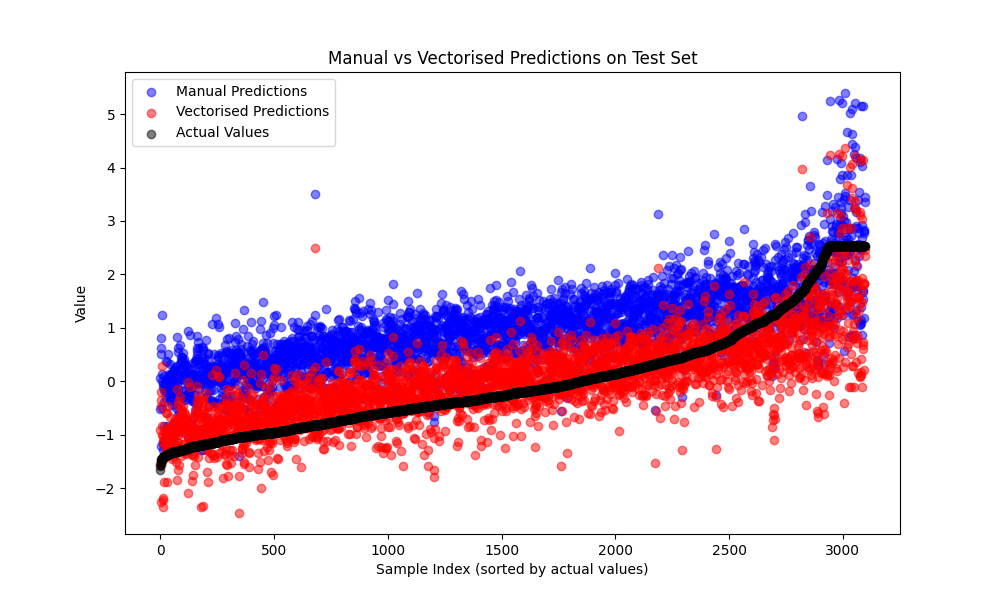 Manual vs Vectorised Predictions on Test Set
Manual Predictions
Vectorised Predictions
Actual Values
Value
5
4
3
2
1
0
−1
−2
0 500 1000 1500 2000 2500 3000
Sample Index (sorted by actual values)